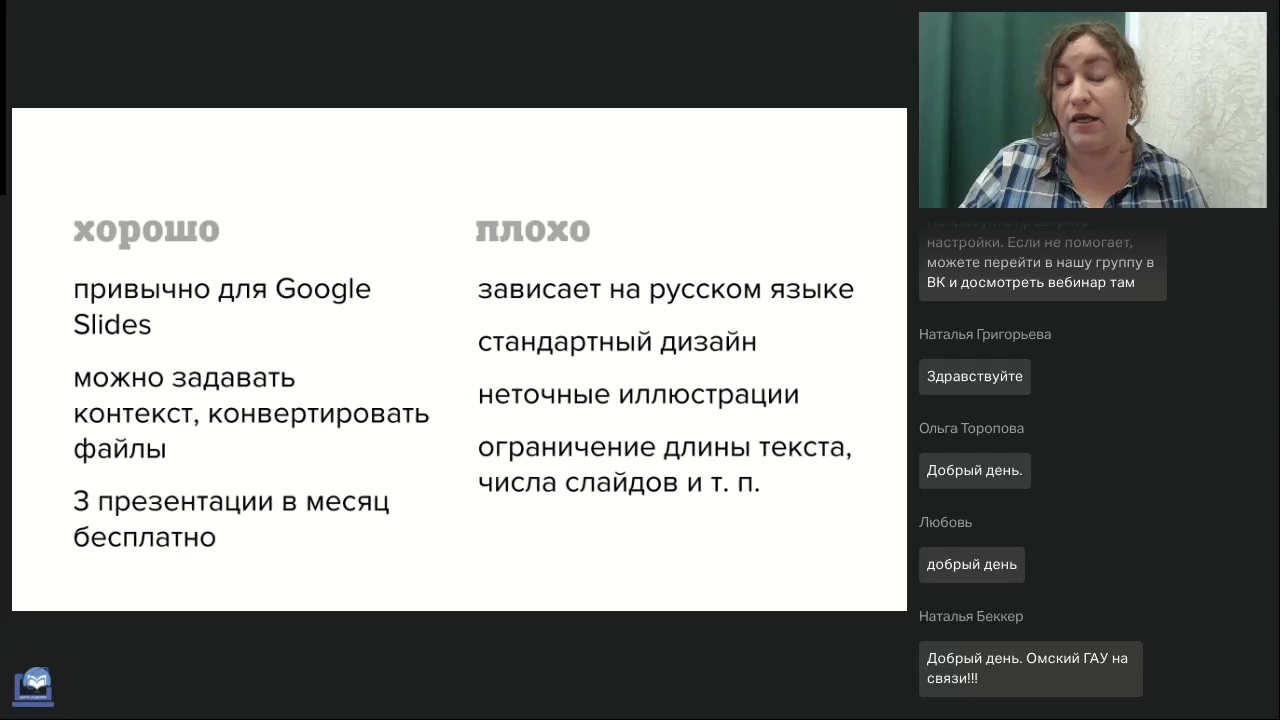 хорошо
привычно для Google
Slides
можно задавать
контекст, конвертировать
файлы
3 презентации в месяц
бесплатно
плохо
зависает на русском языке
стандартный дизайн
неточные иллюстрации
ограничение длины текста,
числа слайдов и т. п.
настройки. Если не помогает,
можете перейти в нашу группу в
ВК и досмотреть вебинар там
Наталья Григорьева
Здравствуйте
Ольга Торопова
Добрый день.
Любовь
добрый день
Наталья Беккер
Добрый день. Омский ГАУ на
связи!!!